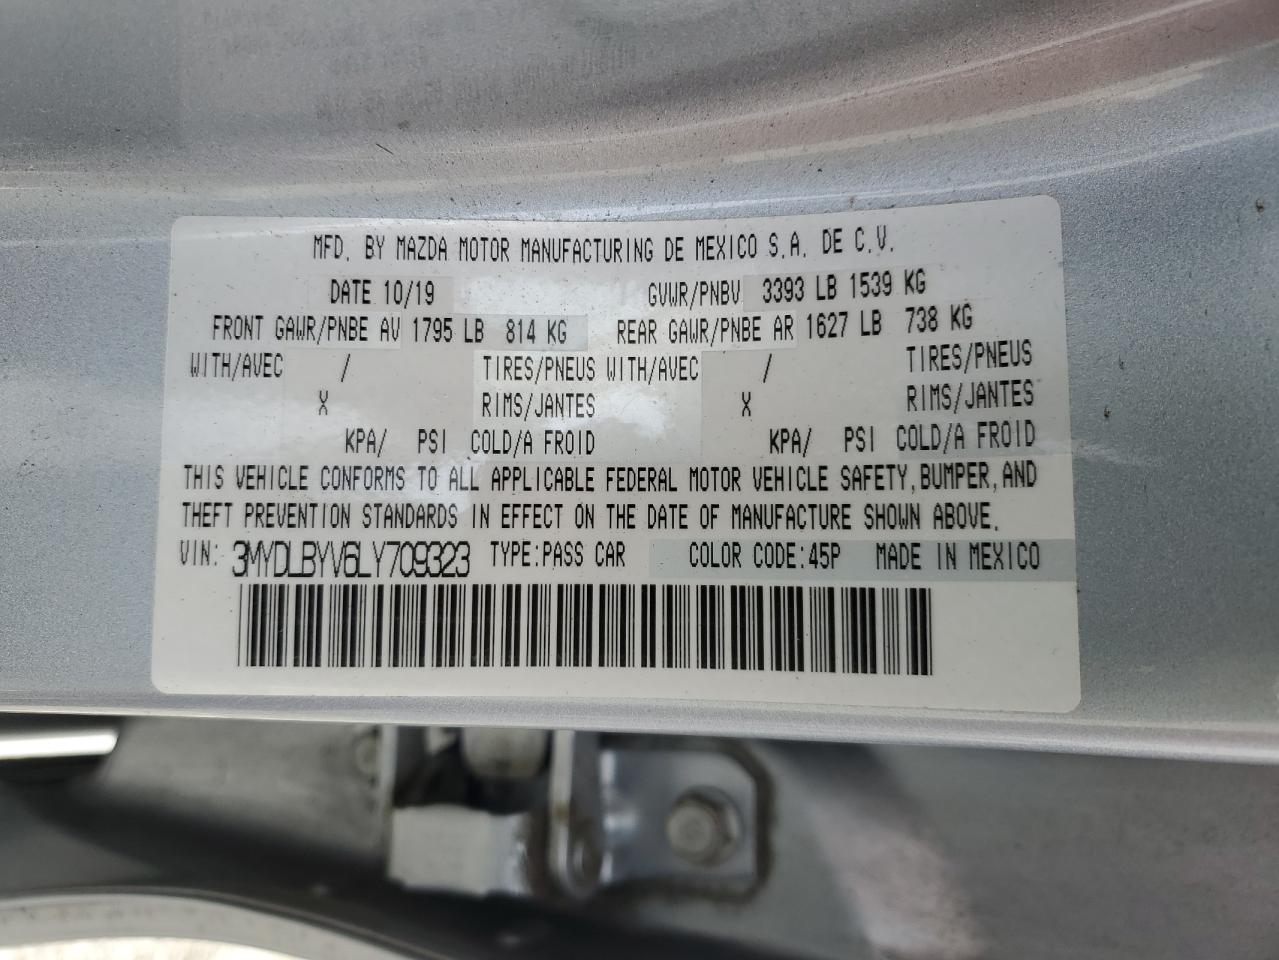 MFD. BY MAZDA MOTOR MANUFACTURING DE MEXICO S.A. DE C.V.
DATE 10/19 GVWR/PNBV 3393 LB 1539 KG
FRONT GAWR/PNBE AV 1795 LB 814 KG REAR GAWR/PNBE AR 1627 LB 738 KG
WITH/AVEC / TIRES/PNEUS WITH/AVEC / TIRES/PNEUS
X RIMS/JANTES X RIMS/JANTES
KPA/ PSI COLD/A FROID KPA/ PSI COLD/A FROID
THIS VEHICLE CONFORMS TO ALL APPLICABLE FEDERAL MOTOR VEHICLE SAFETY, BUMPER, AND
THEFT PREVENTION STANDARDS IN EFFECT ON THE DATE OF MANUFACTURE SHOWN ABOVE.
VIN: 3MYDLBYV6LY709323 TYPE:PASS CAR COLOR CODE:45P MADE IN MEXICO